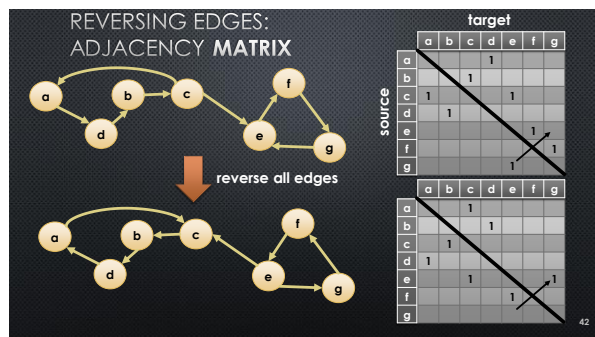 REVERSING EDGES:
ADJACENCY MATRIX
target
a b c d e f g
source
a 1
b 1
c 1 1
d 1
e 1
f 1
g 1
a
b
c
d
e
f
g
reverse all edges
a b c d e f g
a 1
b 1
c 1
d 1
e 1 1
f 1
g
a
b
c
d
e
f
g
42